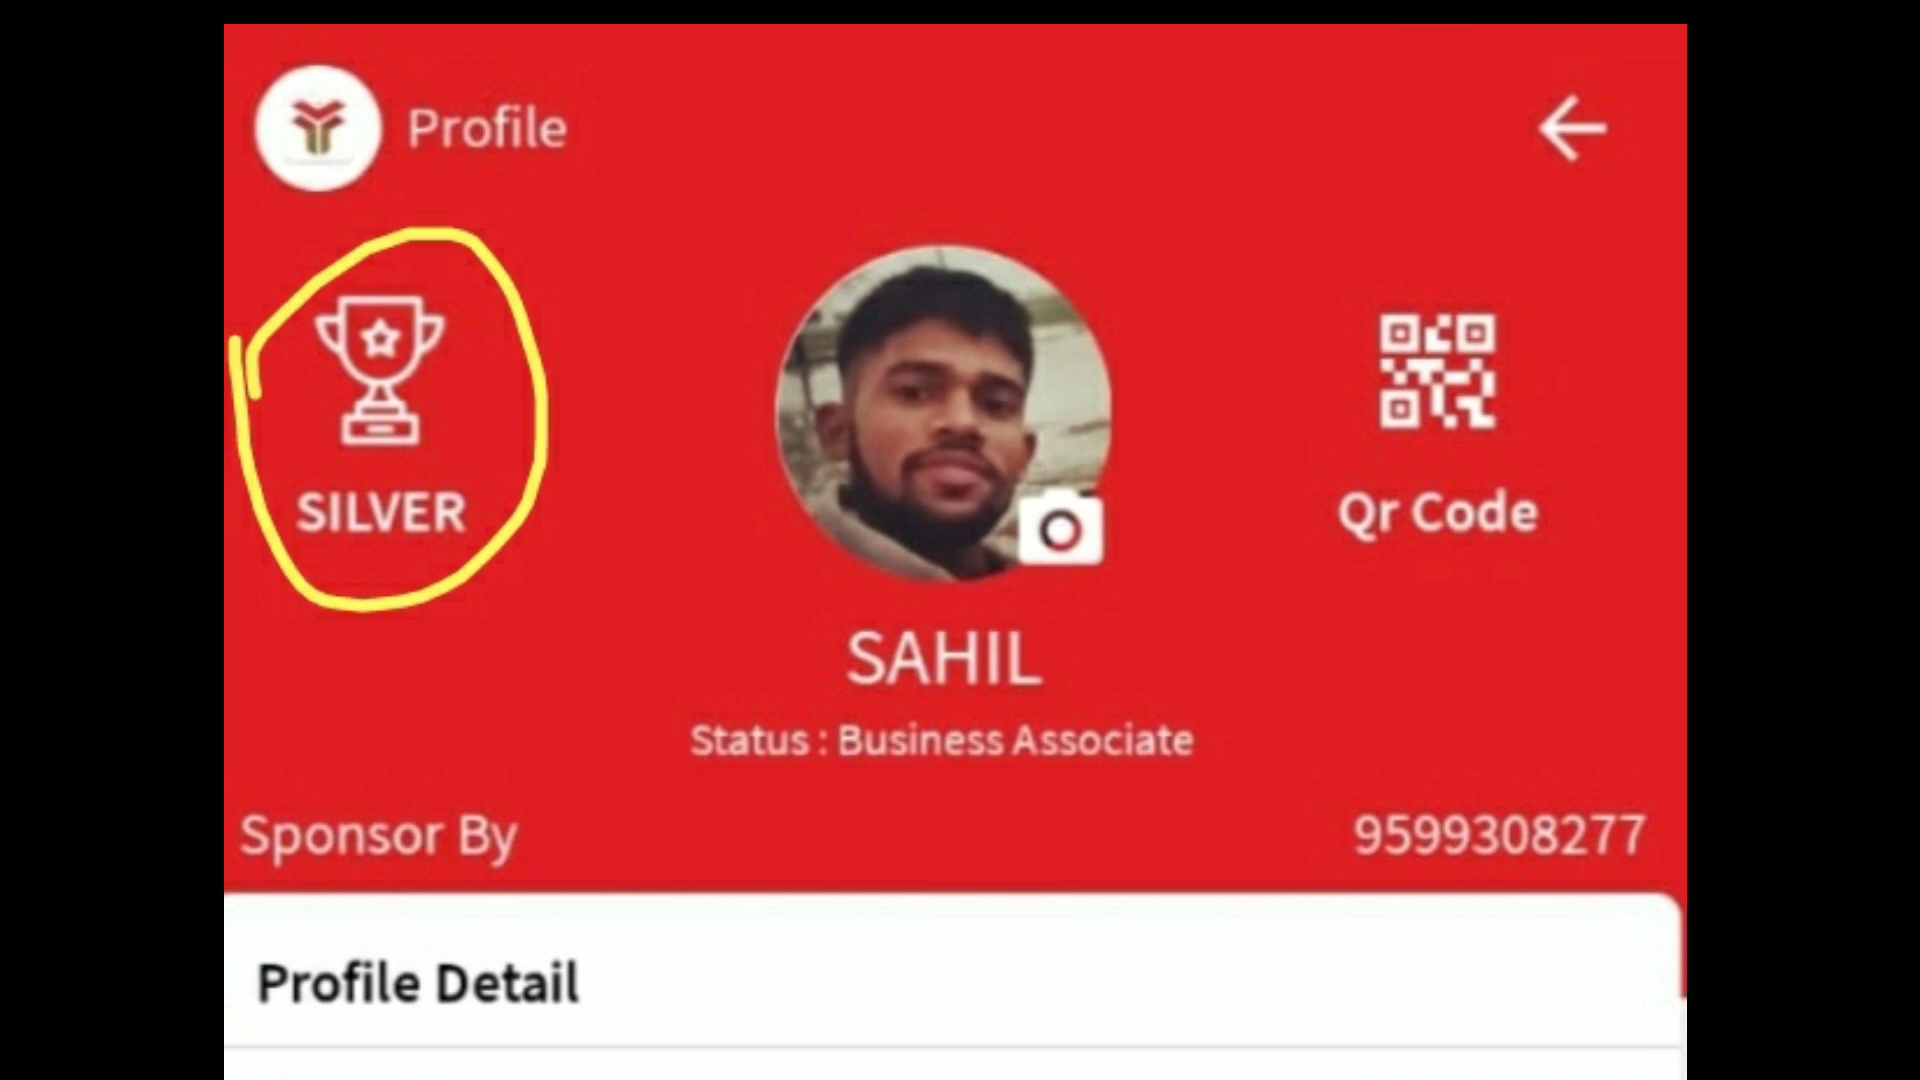 Profile
SILVER
Qr Code
SAHIL
Status : Business Associate
Sponsor By 9599308277
Profile Detail